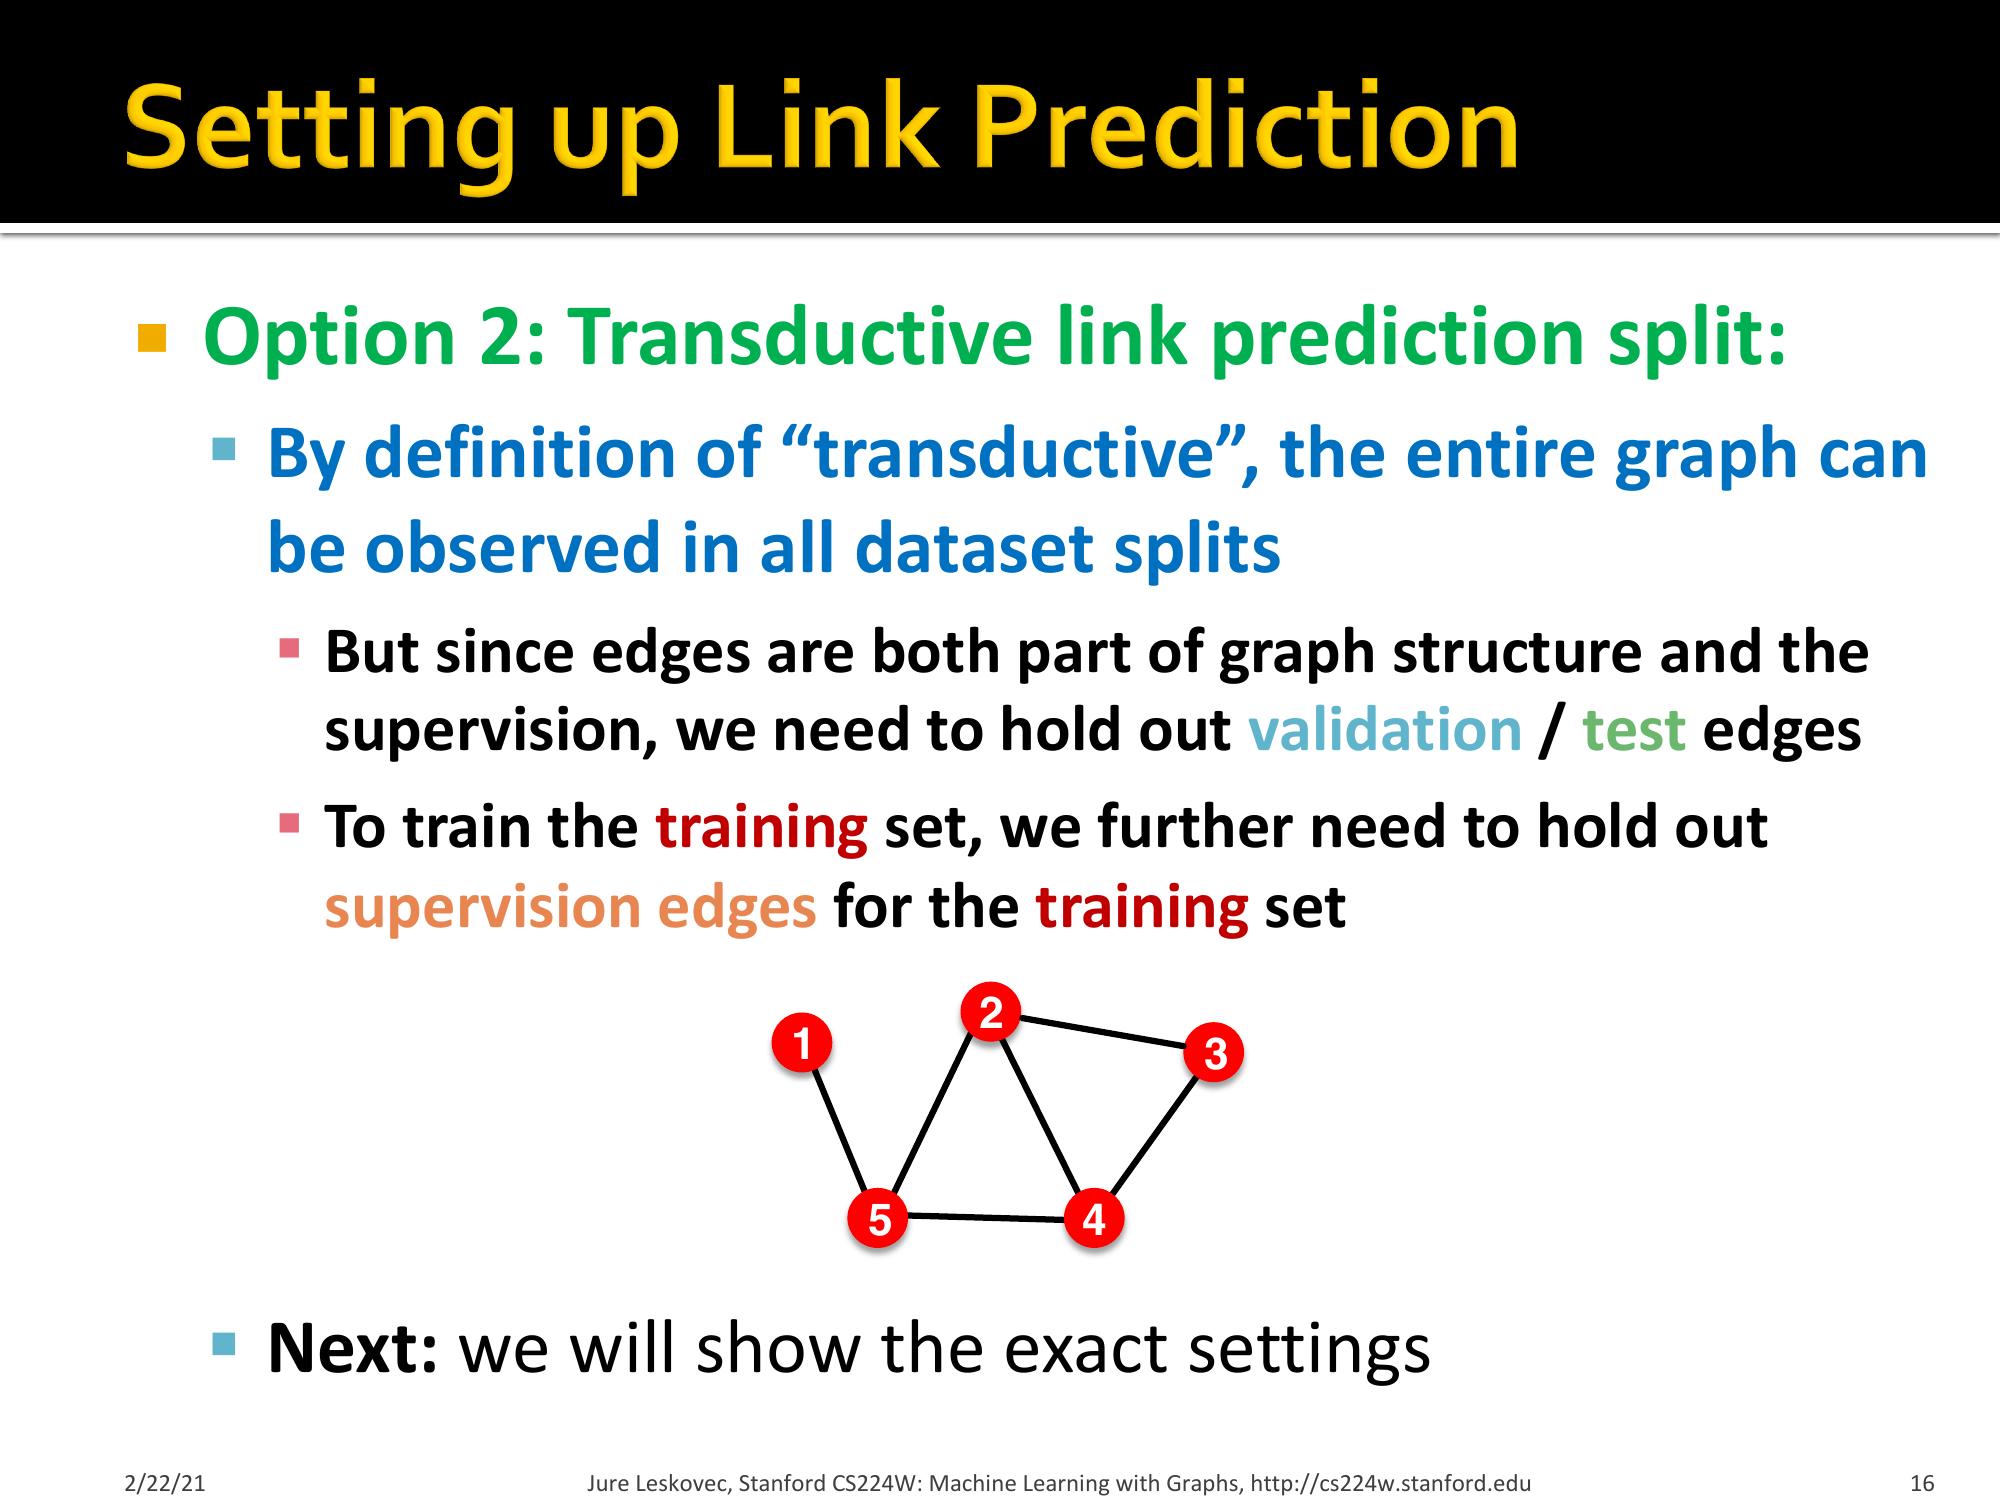 Setting up Link Prediction
Option 2: Transductive link prediction split:
By definition of “transductive”, the entire graph can
be observed in all dataset splits
But since edges are both part of graph structure and the
supervision, we need to hold out validation / test edges
To train the training set, we further need to hold out
supervision edges for the training set
1
2
3
5
4
Next: we will show the exact settings
2/22/21
Jure Leskovec, Stanford CS224W: Machine Learning with Graphs, http://cs224w.stanford.edu
16